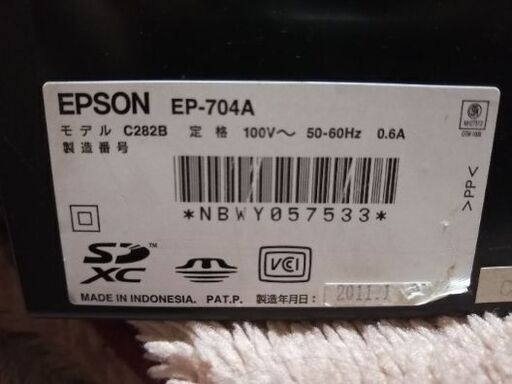 EPSON EP-704A
モデル C282B 定格 100V～ 50-60Hz 0.6A
製造番号
*NBWY057533*
>PP<
SD XC
VCI
MADE IN INDONESIA. PAT.P. 製造年月日: 2011.1